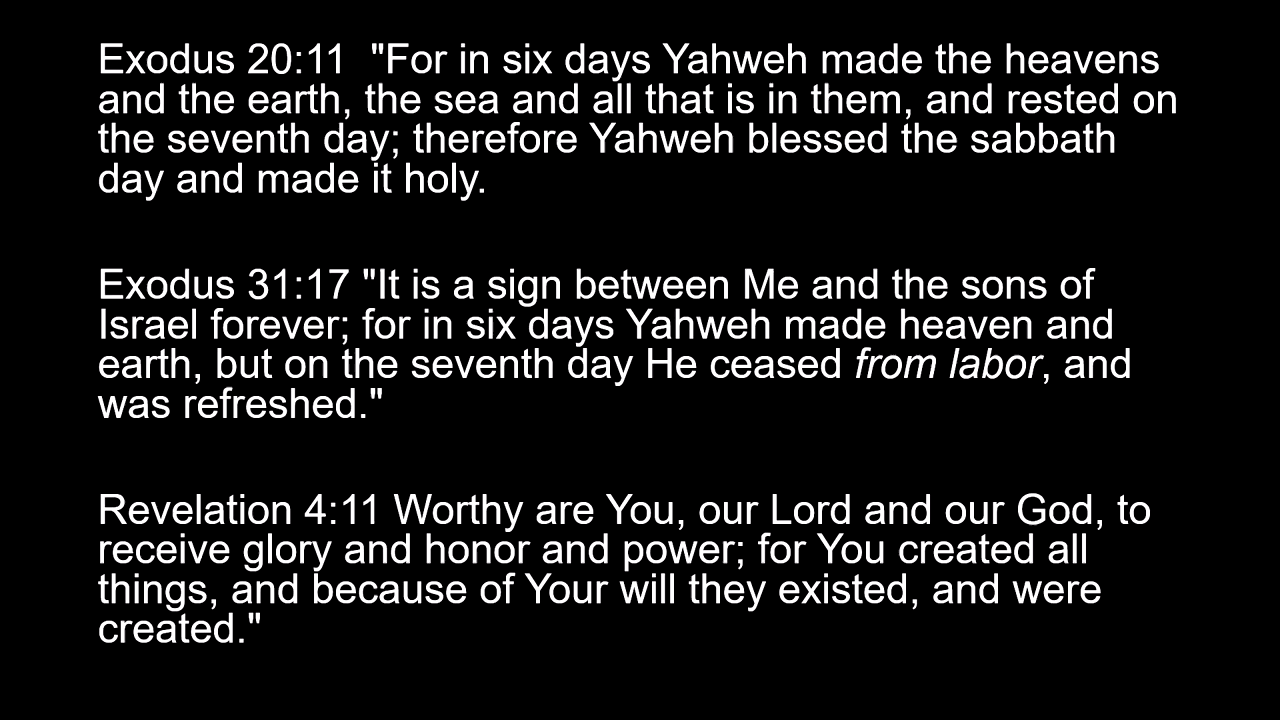 Exodus 20:11  "For in six days Yahweh made the heavens
and the earth, the sea and all that is in them, and rested on
the seventh day; therefore Yahweh blessed the sabbath
day and made it holy.
Exodus 31:17 "It is a sign between Me and the sons of
Israel forever; for in six days Yahweh made heaven and
earth, but on the seventh day He ceased from labor, and
was refreshed."
Revelation 4:11 Worthy are You, our Lord and our God, to
receive glory and honor and power; for You created all
things, and because of Your will they existed, and were
created."